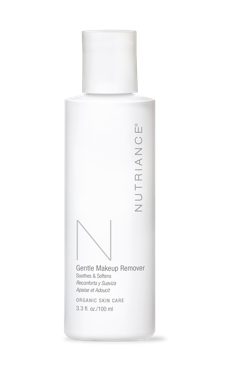 NUTRIANCE®
N
Gentle Makeup Remover
Soothes & Softens
Reconforta y Suaviza
Apaise et Adoucit
ORGANIC SKIN CARE
3.3 fl. oz./100 ml